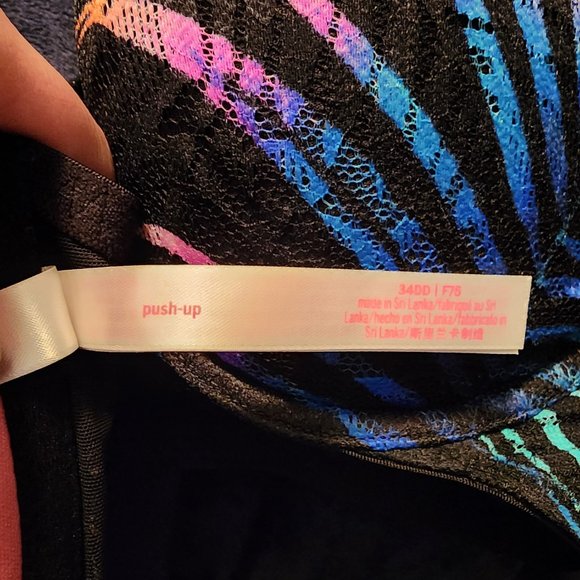 push-up
34DD | F75
made in Sri Lanka/fabriqué au Sri
Lanka/hecho en Sri Lanka/fabricado in
Sri Lanka/斯里兰卡制造